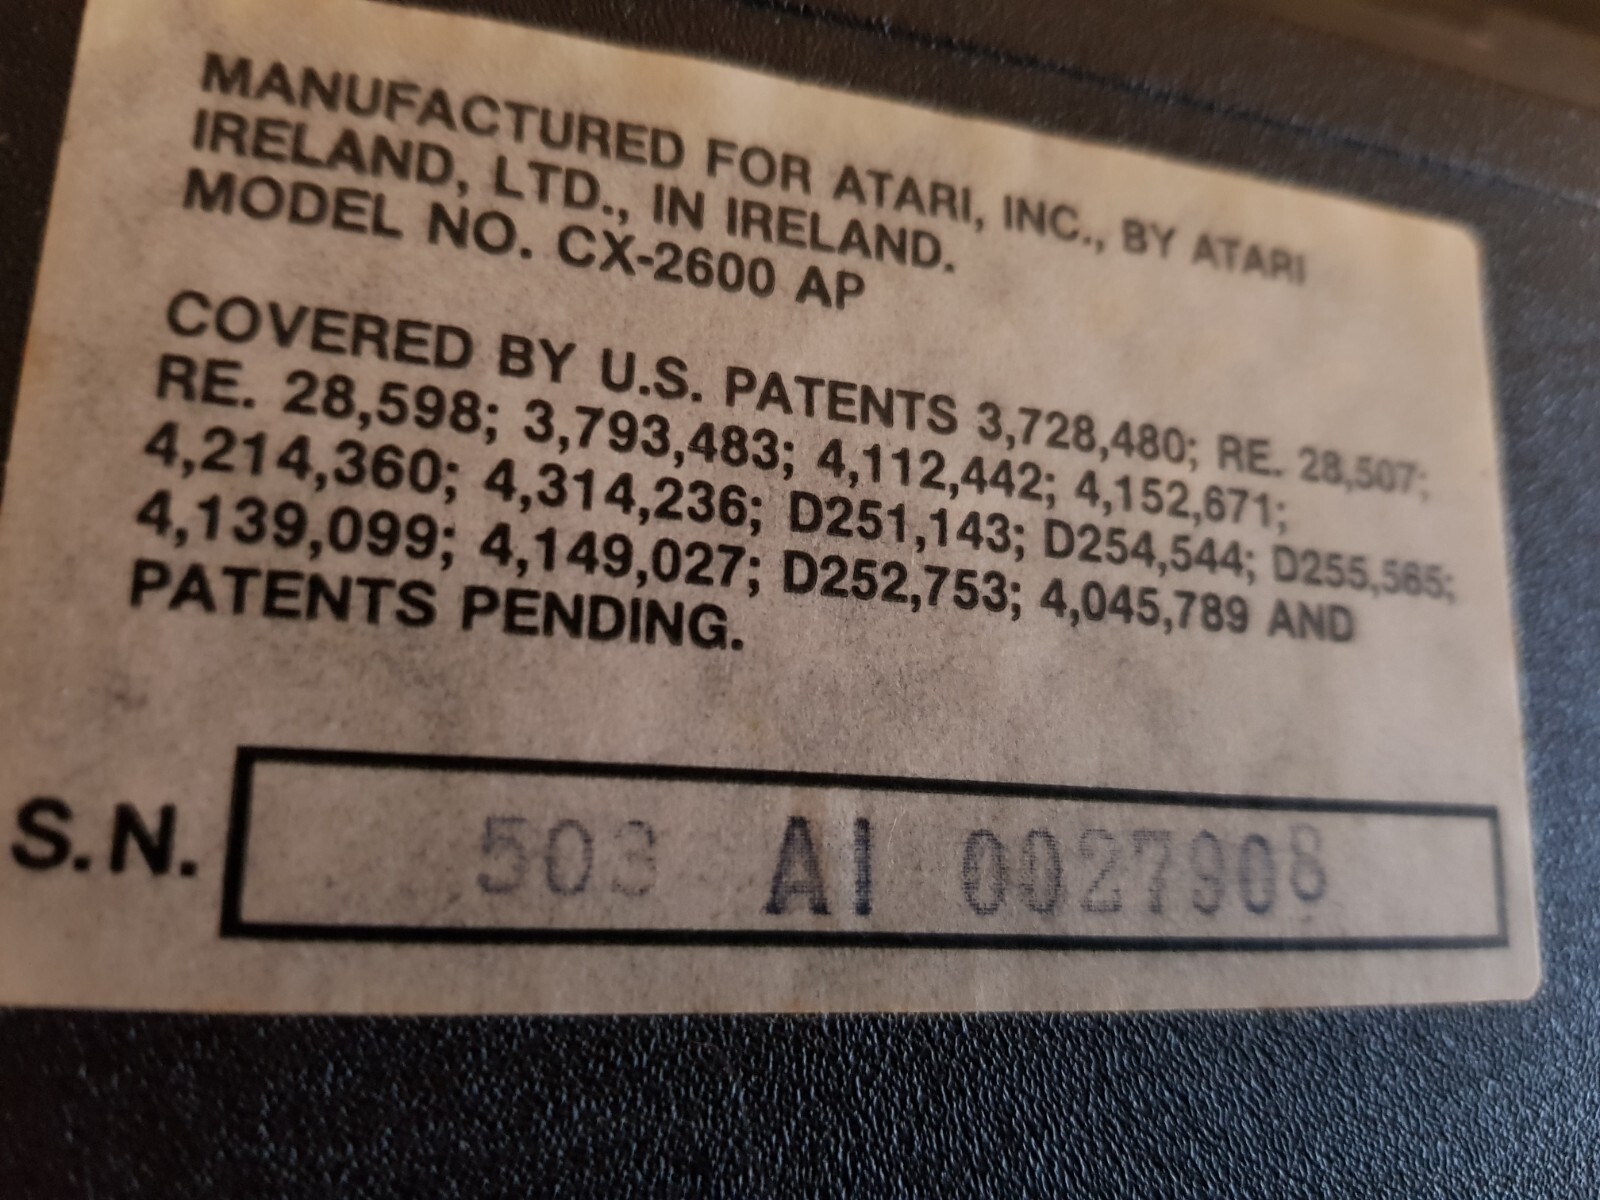 MANUFACTURED FOR ATARI, INC., BY ATARI
IRELAND, LTD., IN IRELAND.
MODEL NO. CX-2600 AP
COVERED BY U.S. PATENTS 3,728,480; RE. 28,507;
RE. 28,598; 3,793,483; 4,112,442; 4,152,671;
4,214,360; 4,314,236; D251,143; D254,544; D255,565;
4,139,099; 4,149,027; D252,753; 4,045,789 AND
PATENTS PENDING.
S.N. 503 AI 0027908